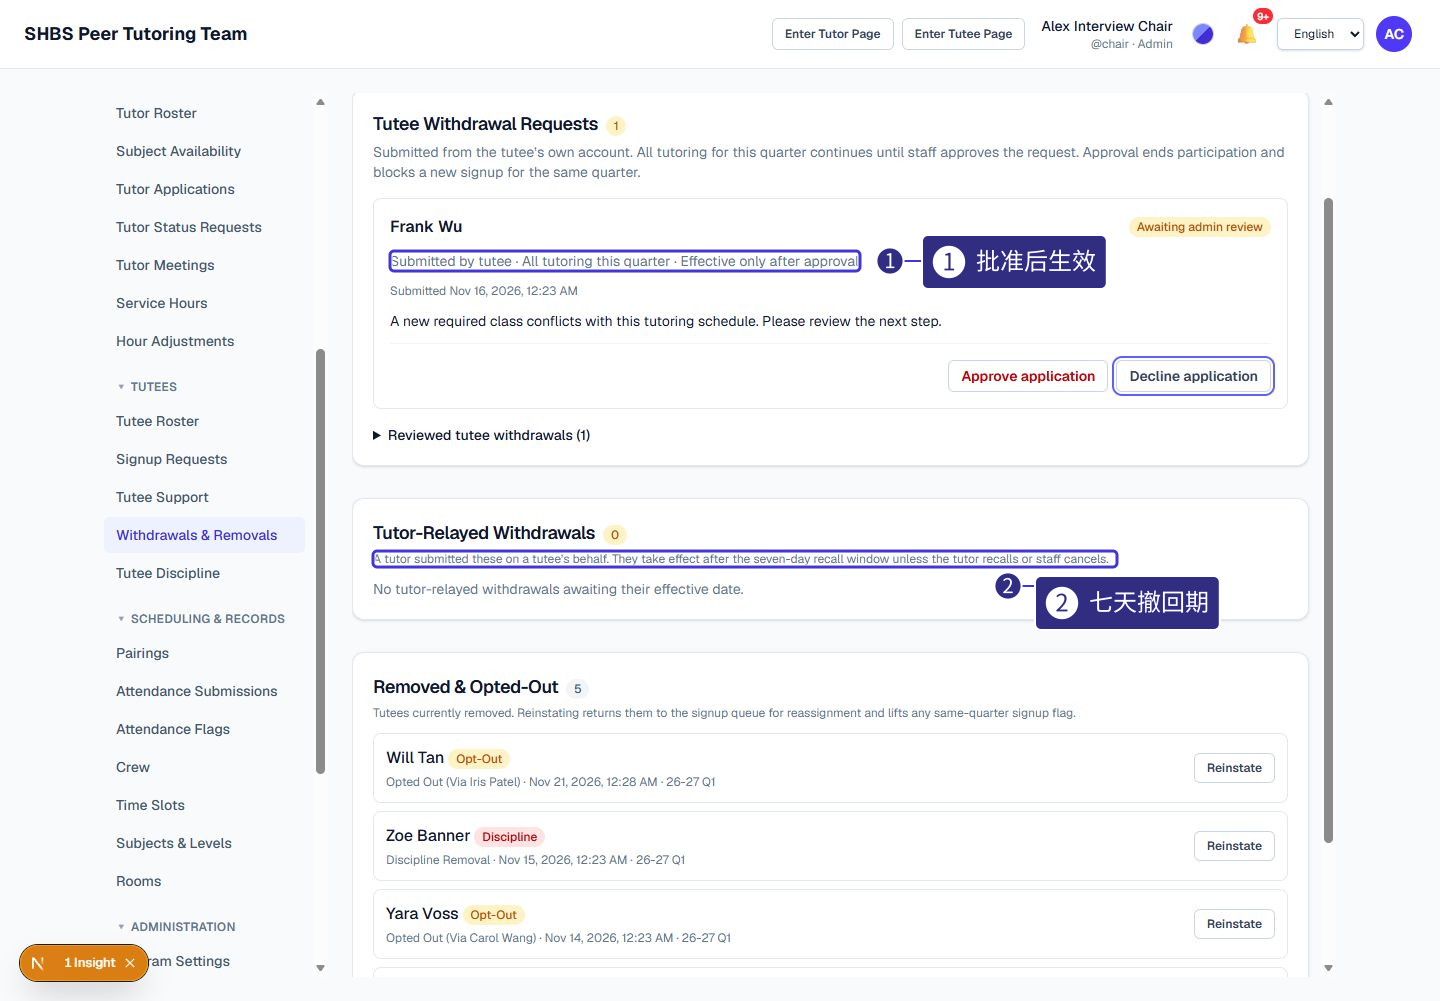 SHBS Peer Tutoring Team
Enter Tutor Page
Enter Tutee Page
Alex Interview Chair
@chair · Admin
9+
English
AC
Tutor Roster
Subject Availability
Tutor Applications
Tutor Status Requests
Tutor Meetings
Service Hours
Hour Adjustments
TUTEES
Tutee Roster
Signup Requests
Tutee Support
Withdrawals & Removals
Tutee Discipline
SCHEDULING & RECORDS
Pairings
Attendance Submissions
Attendance Flags
Crew
Time Slots
Subjects & Levels
Rooms
ADMINISTRATION
ram Settings
1 Insight
Tutee Withdrawal Requests 1
Submitted from the tutee's own account. All tutoring for this quarter continues until staff approves the request. Approval ends participation and
blocks a new signup for the same quarter.
Frank Wu
Awaiting admin review
Submitted by tutee · All tutoring this quarter · Effective only after approval
1
1 批准后生效
Submitted Nov 16, 2026, 12:23 AM
A new required class conflicts with this tutoring schedule. Please review the next step.
Approve application
Decline application
Reviewed tutee withdrawals (1)
Tutor-Relayed Withdrawals 0
A tutor submitted these on a tutee's behalf. They take effect after the seven-day recall window unless the tutor recalls or staff cancels.
No tutor-relayed withdrawals awaiting their effective date.
2
2 七天撤回期
Removed & Opted-Out 5
Tutees currently removed. Reinstating returns them to the signup queue for reassignment and lifts any same-quarter signup flag.
Will Tan Opt-Out
Opted Out (Via Iris Patel) · Nov 21, 2026, 12:28 AM · 26-27 Q1
Reinstate
Zoe Banner Discipline
Discipline Removal · Nov 15, 2026, 12:23 AM · 26-27 Q1
Reinstate
Yara Voss Opt-Out
Opted Out (Via Carol Wang) · Nov 14, 2026, 12:23 AM · 26-27 Q1
Reinstate